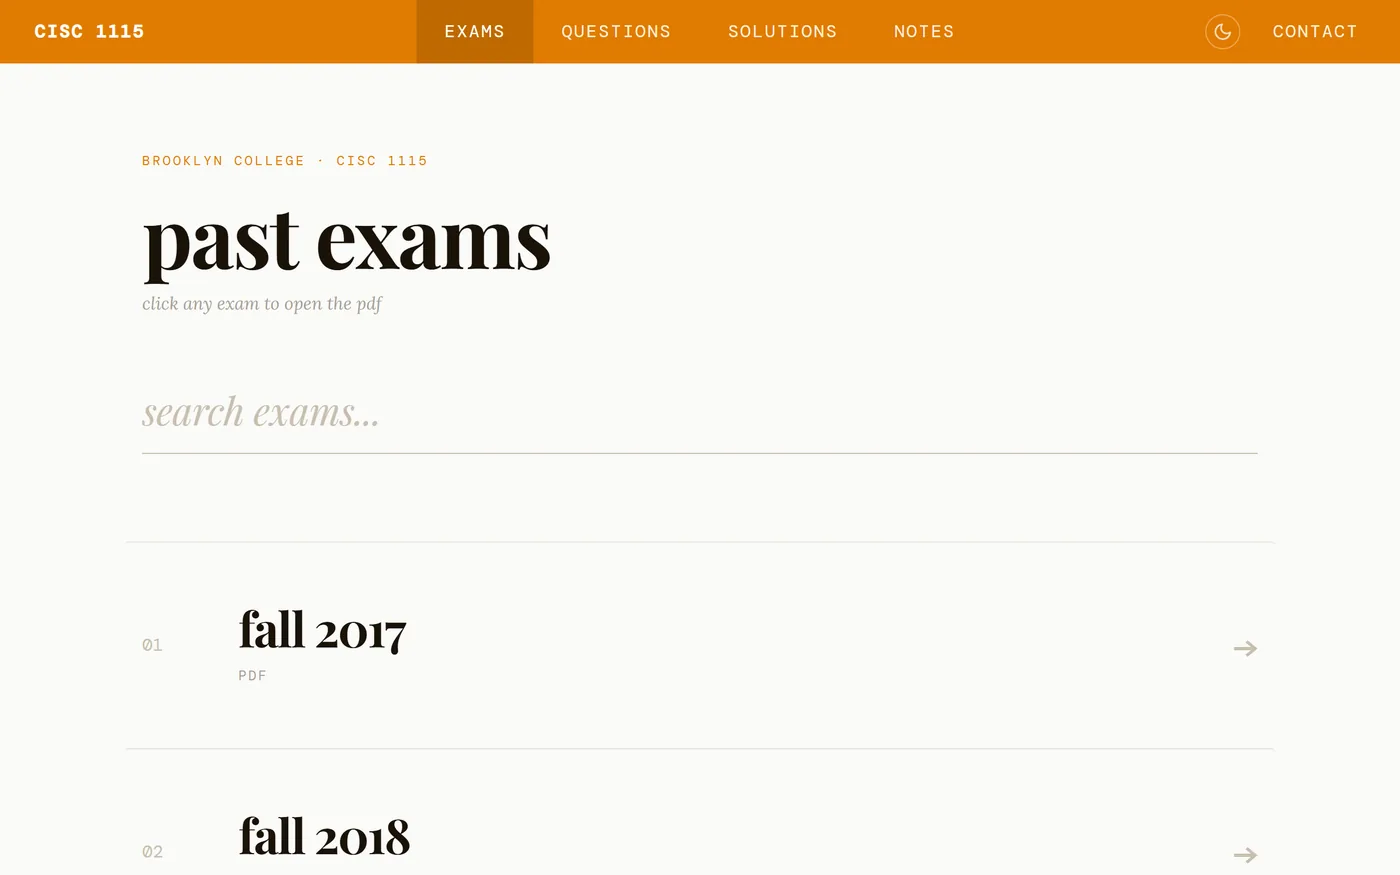 CISC 1115 EXAMS QUESTIONS SOLUTIONS NOTES CONTACT
BROOKLYN COLLEGE · CISC 1115
past exams
click any exam to open the pdf
search exams...
01 fall 2017 →
PDF
02 fall 2018 →